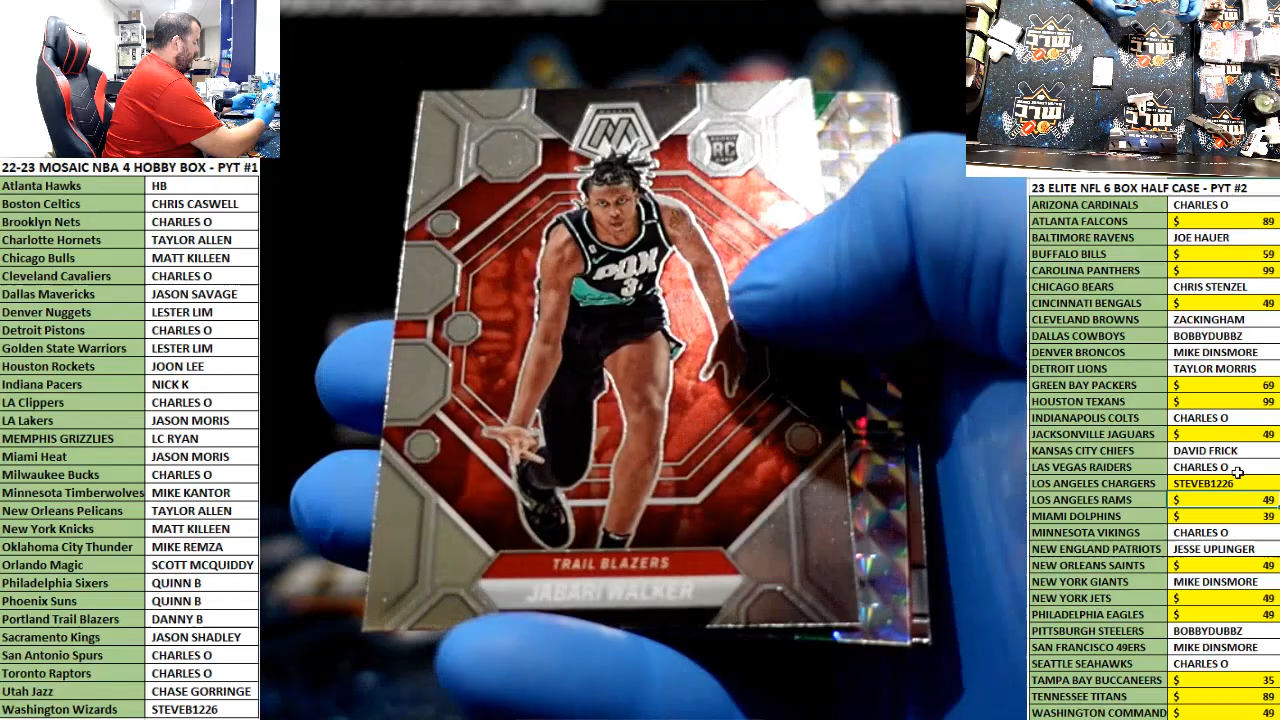 22-23 MOSAIC NBA 4 HOBBY BOX - PYT #1
Atlanta Hawks HB
Boston Celtics CHRIS CASWELL
Brooklyn Nets CHARLES O
Charlotte Hornets TAYLOR ALLEN
Chicago Bulls MATT KILLEEN
Cleveland Cavaliers CHARLES O
Dallas Mavericks JASON SAVAGE
Denver Nuggets LESTER LIM
Detroit Pistons CHARLES O
Golden State Warriors LESTER LIM
Houston Rockets JOON LEE
Indiana Pacers NICK K
LA Clippers CHARLES O
LA Lakers JASON MORIS
MEMPHIS GRIZZLIES LC RYAN
Miami Heat JASON MORIS
Milwaukee Bucks CHARLES O
Minnesota Timberwolves MIKE KANTOR
New Orleans Pelicans TAYLOR ALLEN
New York Knicks MATT KILLEEN
Oklahoma City Thunder MIKE REMZA
Orlando Magic SCOTT MCQUIDDY
Philadelphia Sixers QUINN B
Phoenix Suns QUINN B
Portland Trail Blazers DANNY B
Sacramento Kings JASON SHADLEY
San Antonio Spurs CHARLES O
Toronto Raptors CHARLES O
Utah Jazz CHASE GORRINGE
Washington Wizards STEVEB1226
RC
PDX
3
TRAIL BLAZERS
JABARI WALKER
23 ELITE NFL 6 BOX HALF CASE - PYT #2
ARIZONA CARDINALS CHARLES O
ATLANTA FALCONS $ 89
BALTIMORE RAVENS JOE HAUER
BUFFALO BILLS $ 59
CAROLINA PANTHERS $ 99
CHICAGO BEARS CHRIS STENZEL
CINCINNATI BENGALS $ 49
CLEVELAND BROWNS ZACKINGHAM
DALLAS COWBOYS BOBBYDUBBZ
DENVER BRONCOS MIKE DINSMORE
DETROIT LIONS TAYLOR MORRIS
GREEN BAY PACKERS $ 69
HOUSTON TEXANS $ 99
INDIANAPOLIS COLTS CHARLES O
JACKSONVILLE JAGUARS $ 49
KANSAS CITY CHIEFS DAVID FRICK
LAS VEGAS RAIDERS CHARLES O
LOS ANGELES CHARGERS STEVEB1226
LOS ANGELES RAMS $ 49
MIAMI DOLPHINS $ 39
MINNESOTA VIKINGS CHARLES O
NEW ENGLAND PATRIOTS JESSE UPLINGER
NEW ORLEANS SAINTS $ 49
NEW YORK GIANTS MIKE DINSMORE
NEW YORK JETS $ 49
PHILADELPHIA EAGLES $ 49
PITTSBURGH STEELERS BOBBYDUBBZ
SAN FRANCISCO 49ERS MIKE DINSMORE
SEATTLE SEAHAWKS CHARLES O
TAMPA BAY BUCCANEERS $ 35
TENNESSEE TITANS $ 89
WASHINGTON COMMAND $ 49